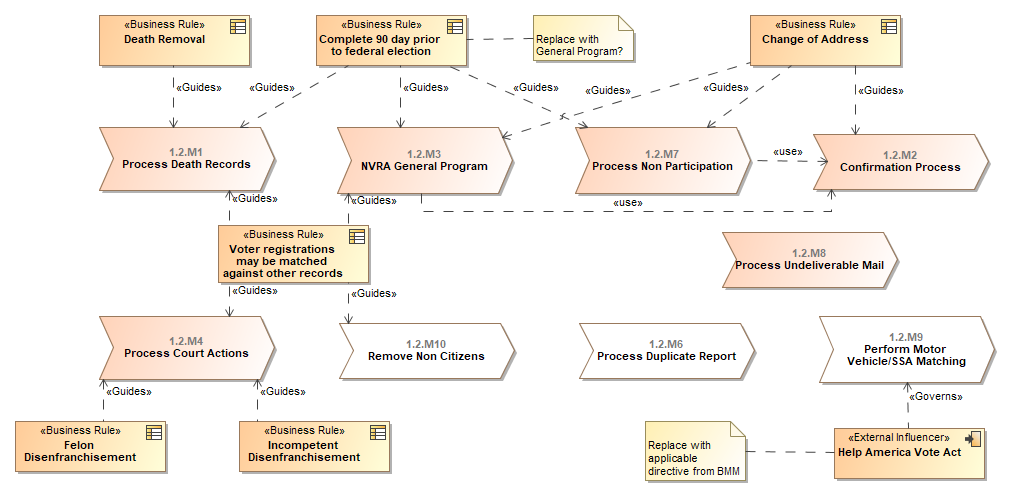 «Business Rule»
Death Removal
«Business Rule»
Complete 90 day prior
to federal election
Replace with
General Program?
«Business Rule»
Change of Address
«Guides»
«Guides»
«Guides»
«Guides»
«Guides»
«Guides»
«Guides»
1.2.M1
Process Death Records
1.2.M3
NVRA General Program
1.2.M7
Process Non Participation
«use»
1.2.M2
Confirmation Process
«Guides»
«Guides»
«use»
«Business Rule»
Voter registrations
may be matched
against other records
1.2.M8
Process Undeliverable Mail
«Guides»
«Guides»
1.2.M4
Process Court Actions
1.2.M10
Remove Non Citizens
1.2.M6
Process Duplicate Report
1.2.M9
Perform Motor
Vehicle/SSA Matching
«Guides»
«Guides»
«Governs»
«Business Rule»
Felon
Disenfranchisement
«Business Rule»
Incompetent
Disenfranchisement
Replace with
applicable
directive from BMM
«External Influencer»
Help America Vote Act